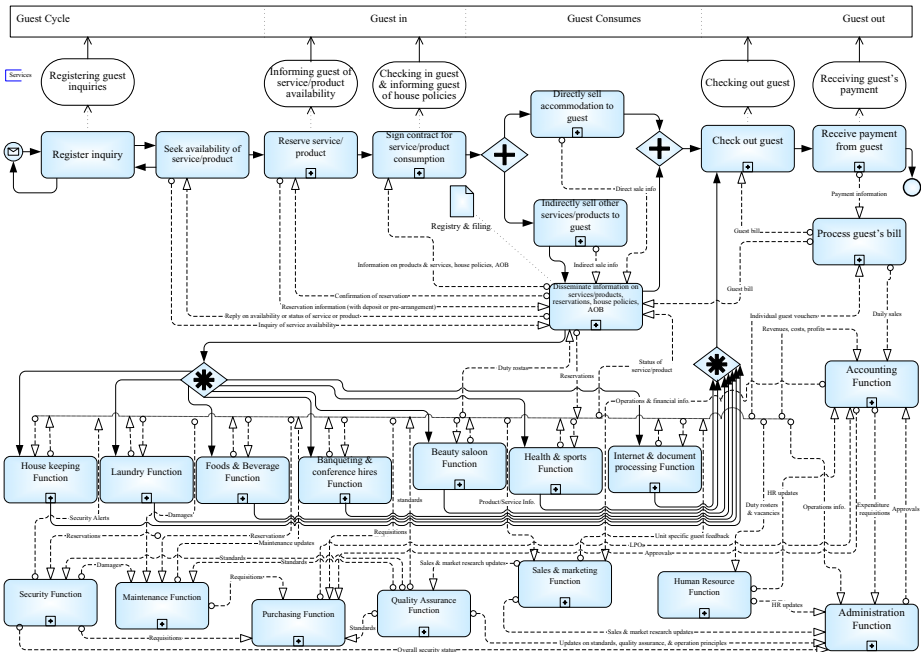 Guest Cycle
Guest in
Guest Consumes
Guest out
Services
Registering guest
inquiries
Informing guest of
service/product
availability
Checking in guest
& informing guest
of house policies
Checking out guest
Receiving guest's
payment
Directly sell
accommodation to
guest
Register inquiry
Seek availability of
service/product
Reserve service/
product
Sign contract for
service/product
consumption
Check out guest
Receive payment
from guest
Direct sale info
Payment information
Registry & filing
Indirectly sell other
services/products to
guest
Guest bill
Process guest's bill
Information on products & services, house policies, AOB
Indirect sale info
Disseminate information on
services/products,
reservations, house policies,
AOB
Guest bill
Confirmation of reservation
Reservation information (with deposit or pre-arrangement)
Reply on availability or status of service or product
Inquiry of service availability
Individual guest vouchers
Daily sales
Revenues, costs, profits
Duty rostas
Reservations
Status of
service/product
Accounting
Function
Operations & financial info.
House keeping
Function
Laundry Function
Foods & Beverage
Function
Banqueting &
conference hires
Function
Beauty saloon
Function
Health & sports
Function
Internet & document
processing Function
HR updates
Product/Service Info.
standards
Duty rosters
& vacancies
Operations info.
Expenditure
requisitions
Approvals
Security Alerts
Damages
Reservations
Reservations
Maintenance updates
Requisitions
Unit specific guest feedback
LPOs
Approvals
Standards
Standards
Damages
Sales & market research updates
Requisitions
Security Function
Maintenance Function
Purchasing Function
Quality Assurance
Function
Sales & marketing
Function
Human Resource
Function
HR updates
Administration
Function
Standards
Requisitions
Sales & market research updates
Updates on standards, quality assurance, & operation principles
Overall security status